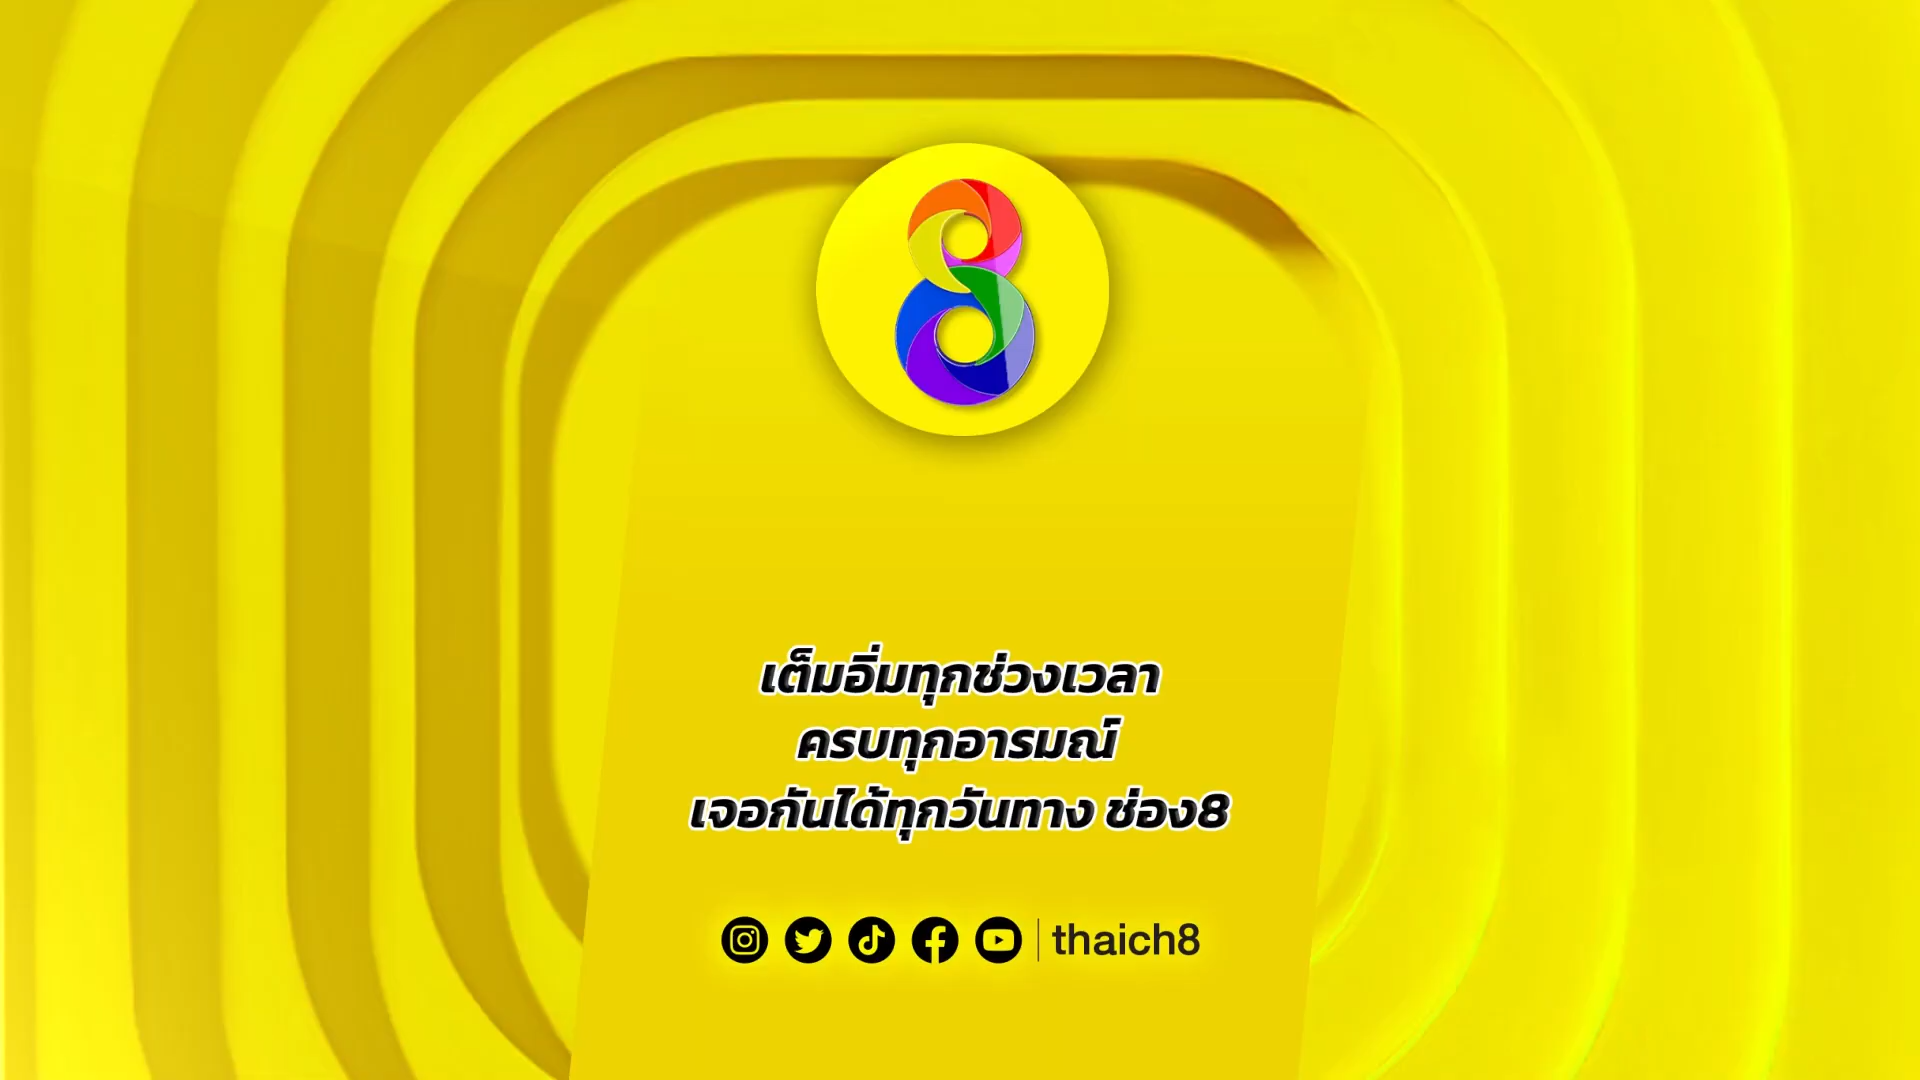 8
เต็มอิ่มทุกช่วงเวลา
ครบทุกอารมณ์
เจอกันได้ทุกวันทาง ช่อง8
thaich8